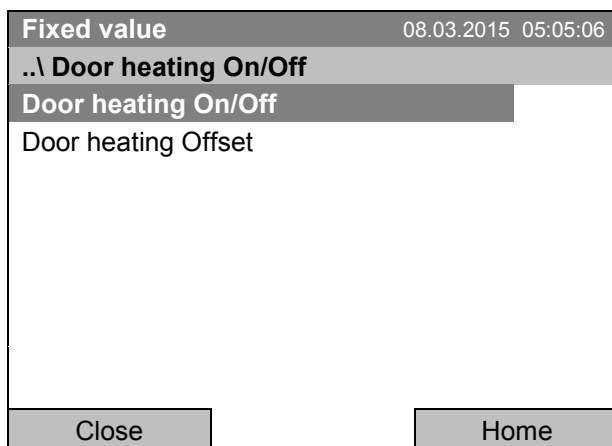 Fixed value 08.03.2015 05:05:06
..\ Door heating On/Off
Door heating On/Off
Door heating Offset
Close Home